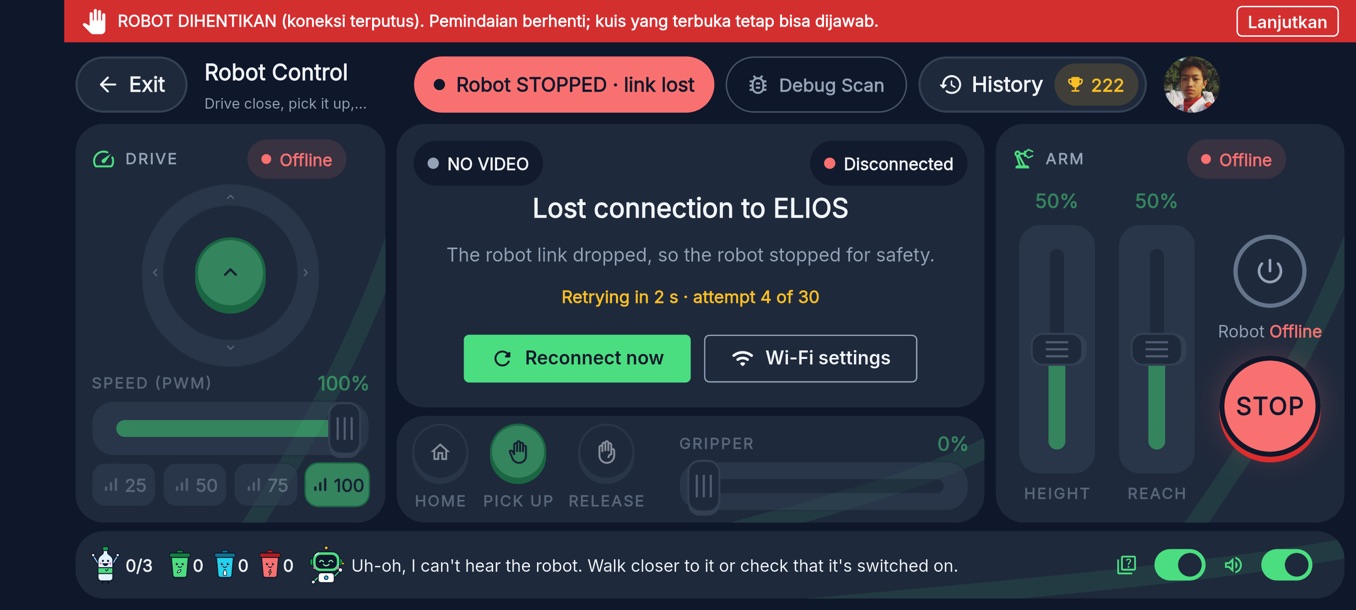 ROBOT DIHENTIKAN (koneksi terputus). Pemindaian berhenti; kuis yang terbuka tetap bisa dijawab.
Lanjutkan
Exit
Robot Control
Drive close, pick it up,...
Robot STOPPED · link lost
Debug Scan
History
222
DRIVE
Offline
SPEED (PWM)
100%
25
50
75
100
NO VIDEO
Disconnected
Lost connection to ELIOS
The robot link dropped, so the robot stopped for safety.
Retrying in 2 s · attempt 4 of 30
Reconnect now
Wi-Fi settings
HOME
PICK UP
RELEASE
GRIPPER
0%
ARM
Offline
50%
50%
HEIGHT
REACH
Robot Offline
STOP
0/3
0
0
0
Uh-oh, I can't hear the robot. Walk closer to it or check that it's switched on.